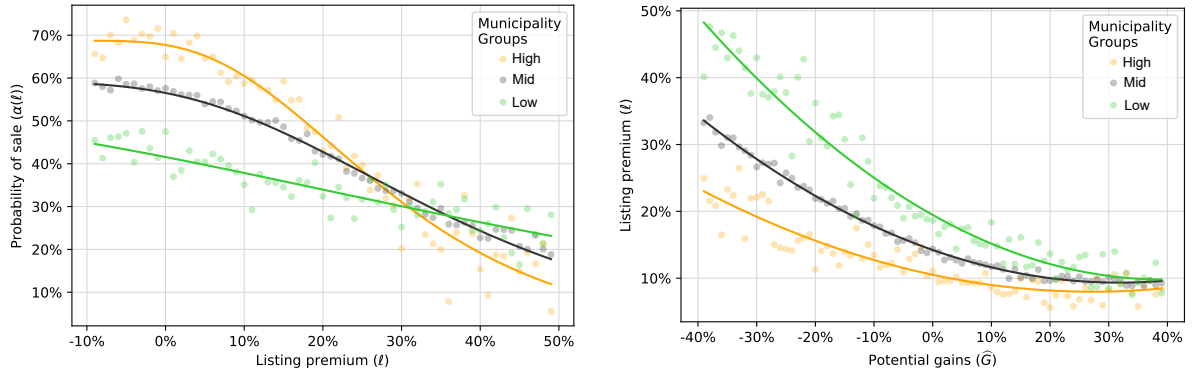 70%
60%
50%
40%
30%
20%
10%
Probability of sale (α(ℓ))
-10%
0%
10%
20%
30%
40%
50%
Listing premium (ℓ)
Municipality
Groups
High
Mid
Low
50%
40%
30%
20%
10%
Listing premium (ℓ)
-40%
-30%
-20%
-10%
0%
10%
20%
30%
40%
Potential gains (Ĝ)
Municipality
Groups
High
Mid
Low